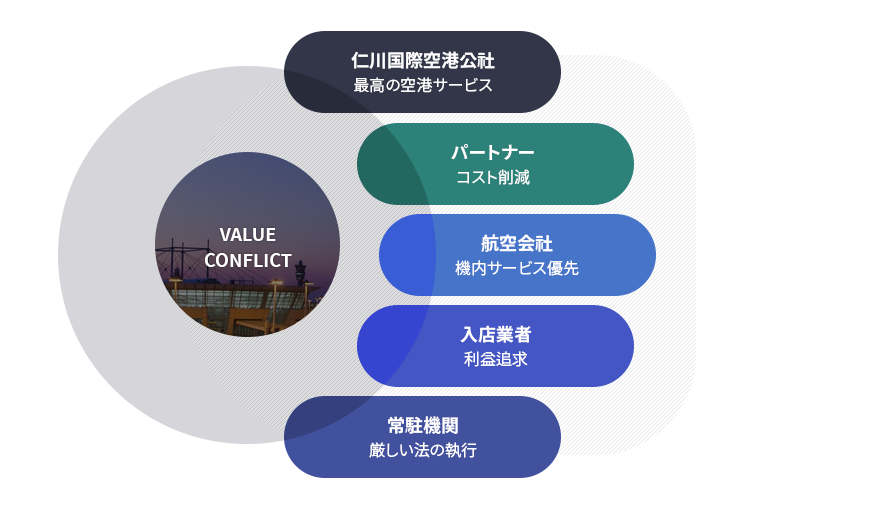 仁川国際空港公社
最高の空港サービス
パートナー
コスト削減
VALUE
CONFLICT
航空会社
機内サービス優先
入店業者
利益追求
常駐機関
厳しい法の執行